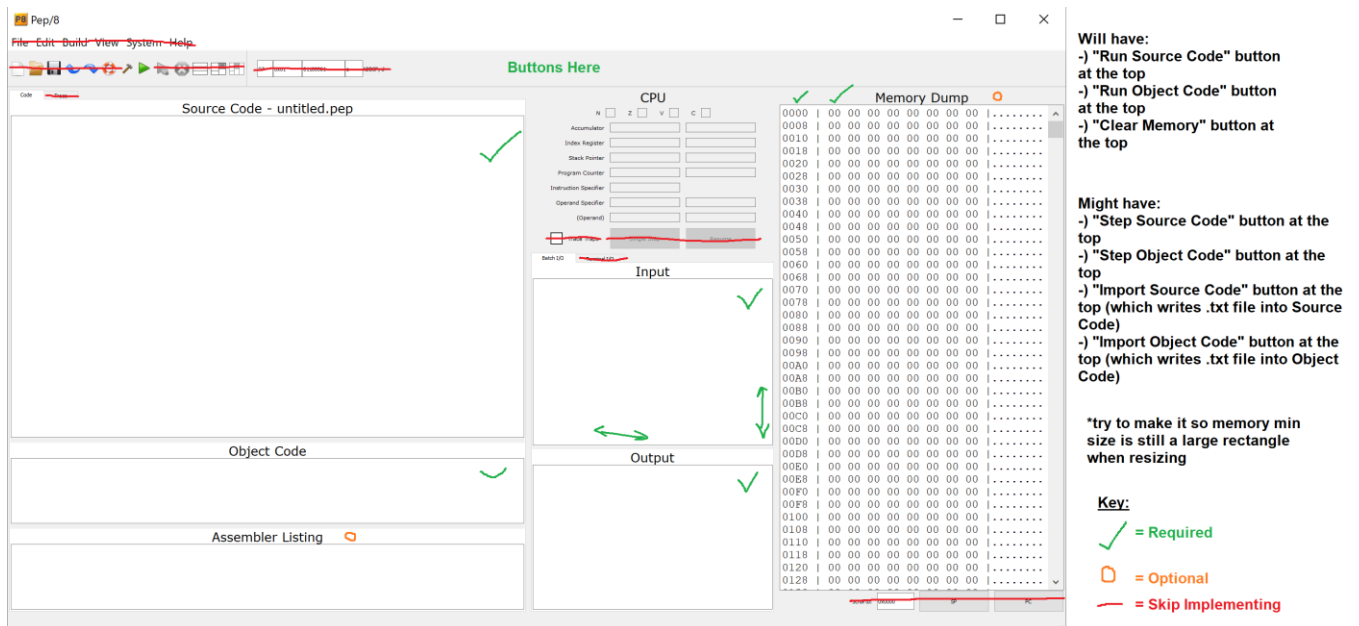 Pep/8
File Edit Build View System Help
Buttons Here
Code
Source Code - untitled.pep
Object Code
Assembler Listing
CPU
N Z V C
Accumulator
Index Register
Stack Pointer
Program Counter
Instruction Specifier
Operand Specifier
(Operand)
Trace Traps
Batch I/O Terminal I/O
Input
Output
Memory Dump
0000 | 00 00 00 00 00 00 00 00 |........
0008 | 00 00 00 00 00 00 00 00 |........
0010 | 00 00 00 00 00 00 00 00 |........
0018 | 00 00 00 00 00 00 00 00 |........
0020 | 00 00 00 00 00 00 00 00 |........
0028 | 00 00 00 00 00 00 00 00 |........
0030 | 00 00 00 00 00 00 00 00 |........
0038 | 00 00 00 00 00 00 00 00 |........
0040 | 00 00 00 00 00 00 00 00 |........
0048 | 00 00 00 00 00 00 00 00 |........
0050 | 00 00 00 00 00 00 00 00 |........
0058 | 00 00 00 00 00 00 00 00 |........
0060 | 00 00 00 00 00 00 00 00 |........
0068 | 00 00 00 00 00 00 00 00 |........
0070 | 00 00 00 00 00 00 00 00 |........
0078 | 00 00 00 00 00 00 00 00 |........
0080 | 00 00 00 00 00 00 00 00 |........
0088 | 00 00 00 00 00 00 00 00 |........
0090 | 00 00 00 00 00 00 00 00 |........
0098 | 00 00 00 00 00 00 00 00 |........
00A0 | 00 00 00 00 00 00 00 00 |........
00A8 | 00 00 00 00 00 00 00 00 |........
00B0 | 00 00 00 00 00 00 00 00 |........
00B8 | 00 00 00 00 00 00 00 00 |........
00C0 | 00 00 00 00 00 00 00 00 |........
00C8 | 00 00 00 00 00 00 00 00 |........
00D0 | 00 00 00 00 00 00 00 00 |........
00D8 | 00 00 00 00 00 00 00 00 |........
00E0 | 00 00 00 00 00 00 00 00 |........
00E8 | 00 00 00 00 00 00 00 00 |........
00F0 | 00 00 00 00 00 00 00 00 |........
00F8 | 00 00 00 00 00 00 00 00 |........
0100 | 00 00 00 00 00 00 00 00 |........
0108 | 00 00 00 00 00 00 00 00 |........
0110 | 00 00 00 00 00 00 00 00 |........
0118 | 00 00 00 00 00 00 00 00 |........
0120 | 00 00 00 00 00 00 00 00 |........
0128 | 00 00 00 00 00 00 00 00 |........
SP PC
Will have:
-) "Run Source Code" button
at the top
-) "Run Object Code" button
at the top
-) "Clear Memory" button at
the top
Might have:
-) "Step Source Code" button at the
top
-) "Step Object Code" button at the
top
-) "Import Source Code" button at the
top (which writes .txt file into Source
Code)
-) "Import Object Code" button at the
top (which writes .txt file into Object
Code)
*try to make it so memory min
size is still a large rectangle
when resizing
Key:
= Required
= Optional
= Skip Implementing